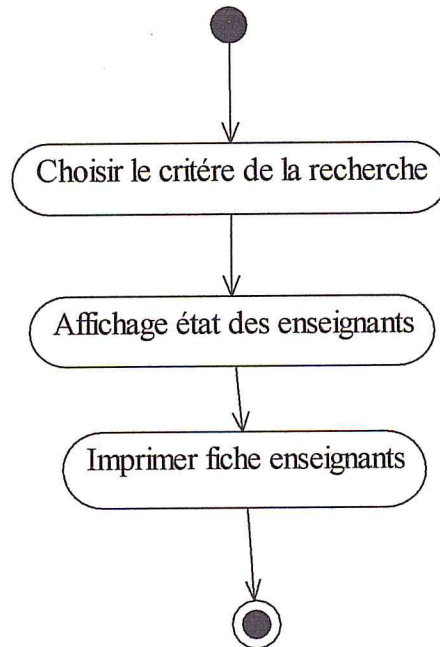 Choisir le critére de la recherche
Affichage état des enseignants
Imprimer fiche enseignants